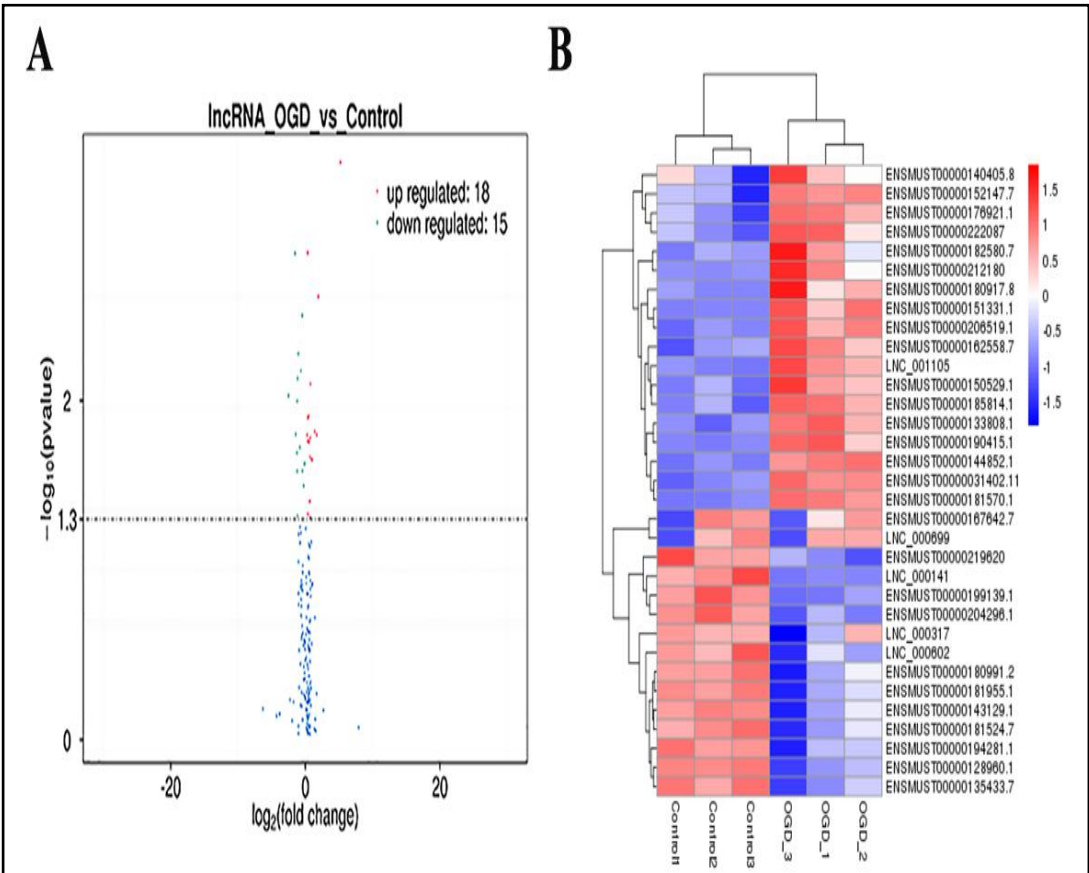 A
B
lncRNA_OGD_vs_Control
up regulated: 18
down regulated: 15
−log10(pvalue)
2
1.3
0
-20
0
20
log2(fold change)
ENSMUST00000140405.8
ENSMUST00000152147.7
ENSMUST00000176921.1
ENSMUST00000222087
ENSMUST00000182580.7
ENSMUST00000212180
ENSMUST00000180917.8
ENSMUST00000151331.1
ENSMUST00000206519.1
ENSMUST00000162558.7
LNC_001105
ENSMUST00000150529.1
ENSMUST00000185814.1
ENSMUST00000133808.1
ENSMUST00000190415.1
ENSMUST00000144852.1
ENSMUST00000031402.11
ENSMUST00000181570.1
ENSMUST00000167642.7
LNC_000699
ENSMUST00000219620
LNC_000141
ENSMUST00000199139.1
ENSMUST00000204296.1
LNC_000317
LNC_000602
ENSMUST00000180991.2
ENSMUST00000181955.1
ENSMUST00000143129.1
ENSMUST00000181524.7
ENSMUST00000194281.1
ENSMUST00000128960.1
ENSMUST00000135433.7
1.5
1
0.5
0
-0.5
-1
-1.5
Control1
Control2
Control3
OGD_3
OGD_1
OGD_2